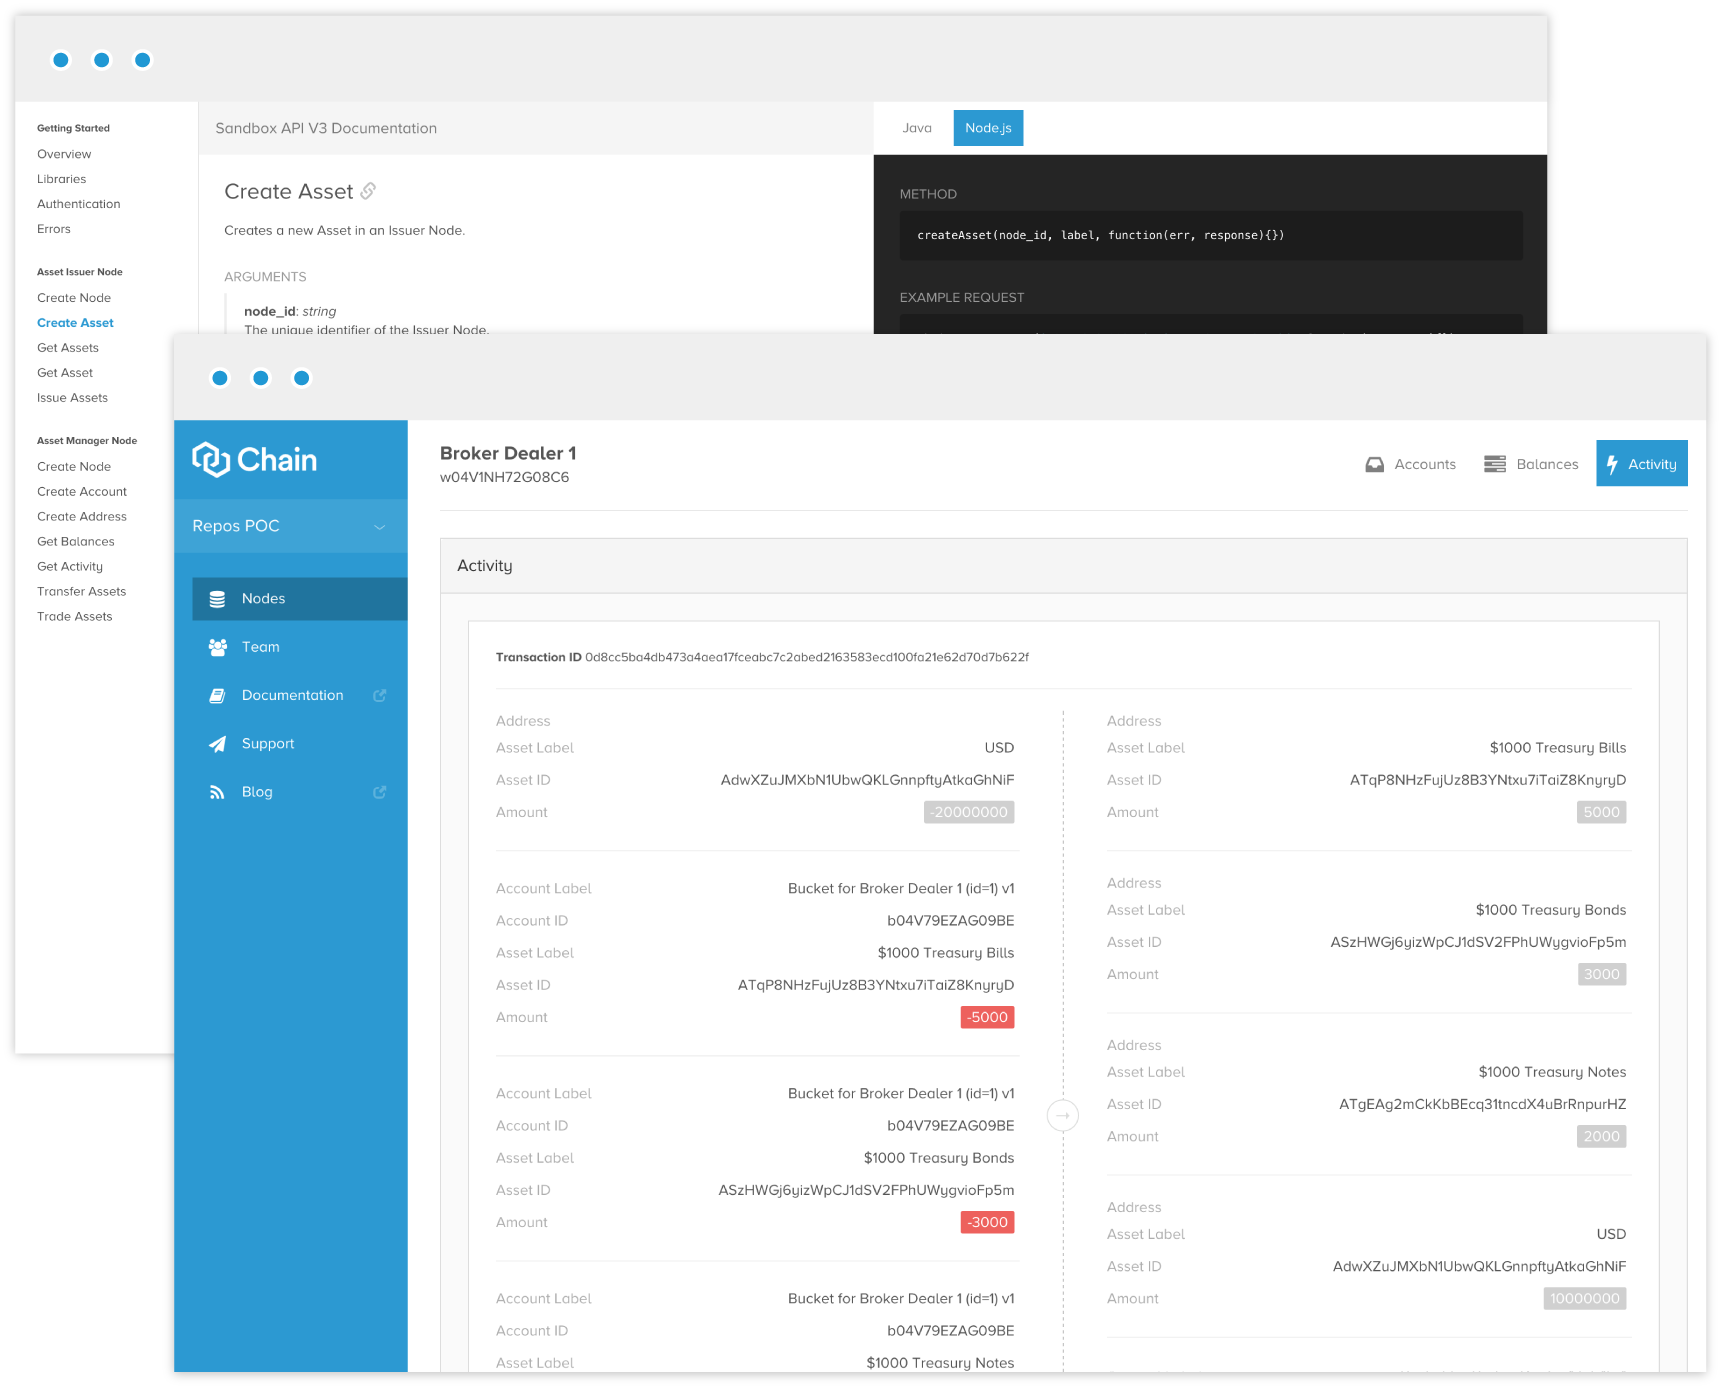 Getting Started
Overview
Libraries
Authentication
Errors
Asset Issuer Node
Create Node
Create Asset
Get Assets
Get Asset
Issue Assets
Asset Manager Node
Create Node
Create Account
Create Address
Get Balances
Get Activity
Transfer Assets
Trade Assets
Sandbox API V3 Documentation
Create Asset
Creates a new Asset in an Issuer Node.
ARGUMENTS
node_id: string
The unique identifier of the Issuer Node.
Java Node.js
METHOD
createAsset(node_id, label, function(err, response){})
EXAMPLE REQUEST
Chain
Repos POC
Nodes
Team
Documentation
Support
Blog
Broker Dealer 1
w04V1NH72G08C6
Accounts Balances Activity
Activity
Transaction ID 0d8cc5ba4db473a4aea17fceabc7c2abed2163583ecd100fa21e62d70d7b622f
Address
Asset Label USD
Asset ID AdwXZuJMXbN1UbwQKLGnnpftyAtkaGhNiF
Amount -20000000
Account Label Bucket for Broker Dealer 1 (id=1) v1
Account ID b04V79EZAG09BE
Asset Label $1000 Treasury Bills
Asset ID ATqP8NHzFujUz8B3YNtxu7iTaiZ8KnyryD
Amount -5000
Account Label Bucket for Broker Dealer 1 (id=1) v1
Account ID b04V79EZAG09BE
Asset Label $1000 Treasury Bonds
Asset ID ASzHWGj6yizWpCJ1dSV2FPhUWygvioFp5m
Amount -3000
Account Label Bucket for Broker Dealer 1 (id=1) v1
Account ID b04V79EZAG09BE
Asset Label $1000 Treasury Notes
Address
Asset Label $1000 Treasury Bills
Asset ID ATqP8NHzFujUz8B3YNtxu7iTaiZ8KnyryD
Amount 5000
Address
Asset Label $1000 Treasury Bonds
Asset ID ASzHWGj6yizWpCJ1dSV2FPhUWygvioFp5m
Amount 3000
Address
Asset Label $1000 Treasury Notes
Asset ID ATgEAg2mCkKbBEcq31tncdX4uBrRnpurHZ
Amount 2000
Address
Asset Label USD
Asset ID AdwXZuJMXbN1UbwQKLGnnpftyAtkaGhNiF
Amount 10000000